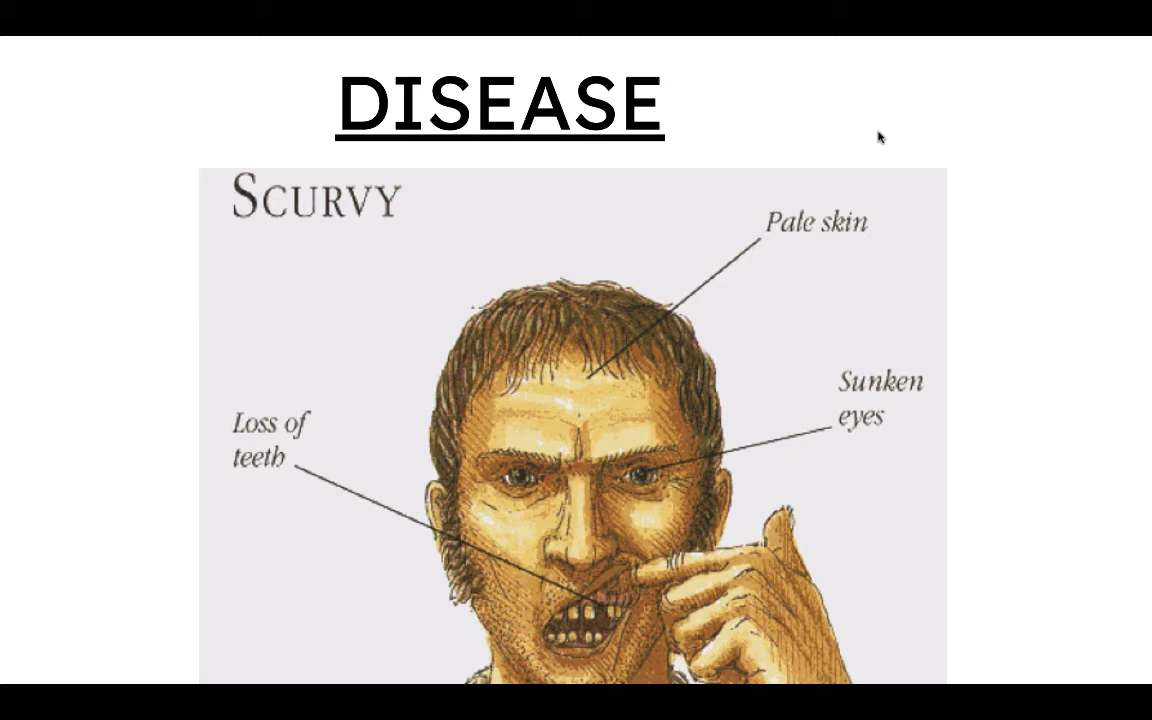 DISEASE
SCURVY
Pale skin
Sunken
eyes
Loss of
teeth